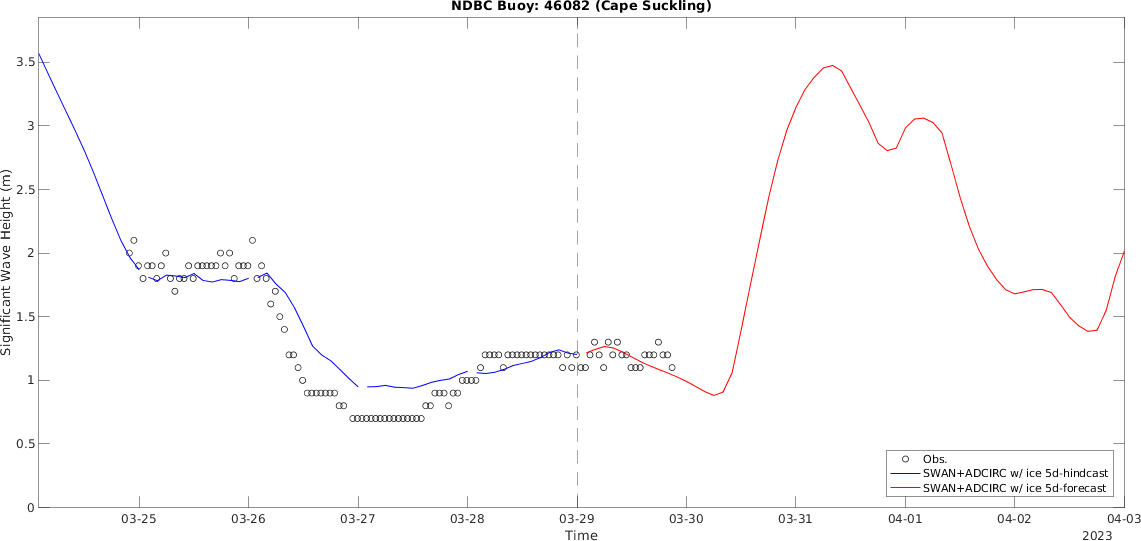 NDBC Buoy: 46082 (Cape Suckling)
Significant Wave Height (m)
3.5
3
2.5
2
1.5
1
0.5
0
Obs.
SWAN+ADCIRC w/ ice 5d-hindcast
SWAN+ADCIRC w/ ice 5d-forecast
03-25 03-26 03-27 03-28 03-29 03-30 03-31 04-01 04-02 04-03
Time
2023